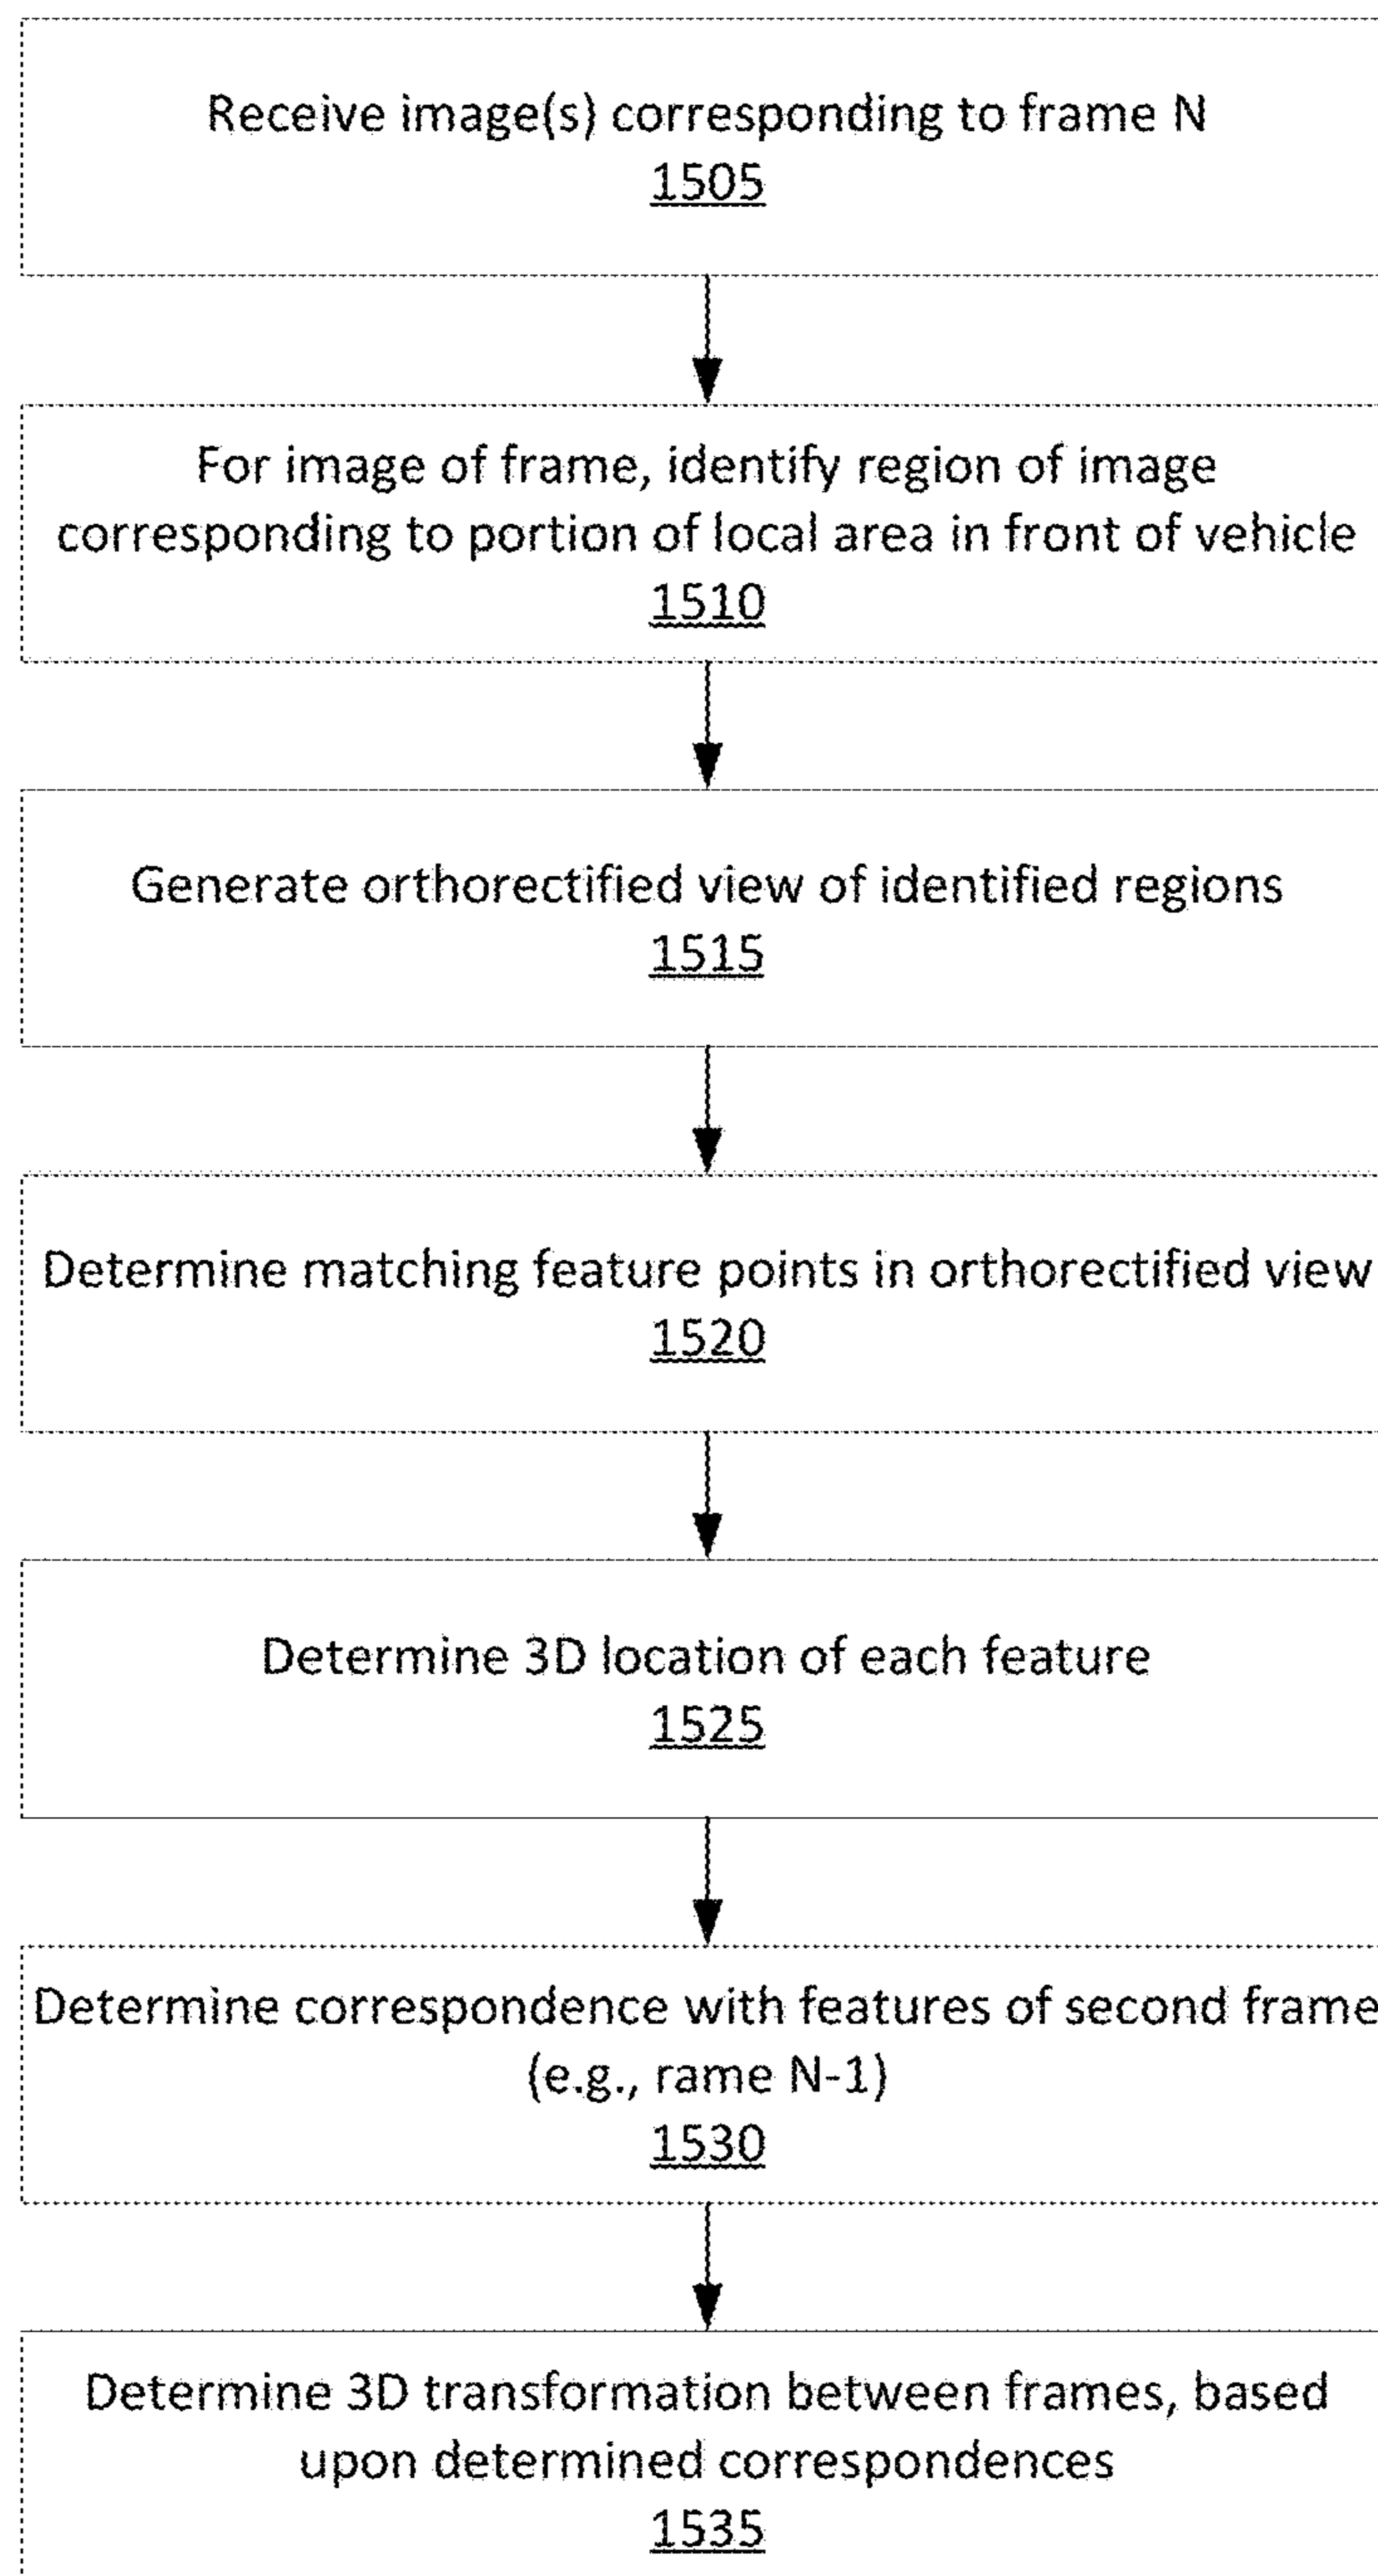 Receive image(s) corresponding to frame N
1505
For image of frame, identify region of image
corresponding to portion of local area in front of vehicle
1510
Generate orthorectified view of identified regions
1515
Determine matching feature points in orthorectified view
1520
Determine 3D location of each feature
1525
Determine correspondence with features of second frame
(e.g., rame N-1)
1530
Determine 3D transformation between frames, based
upon determined correspondences
1535